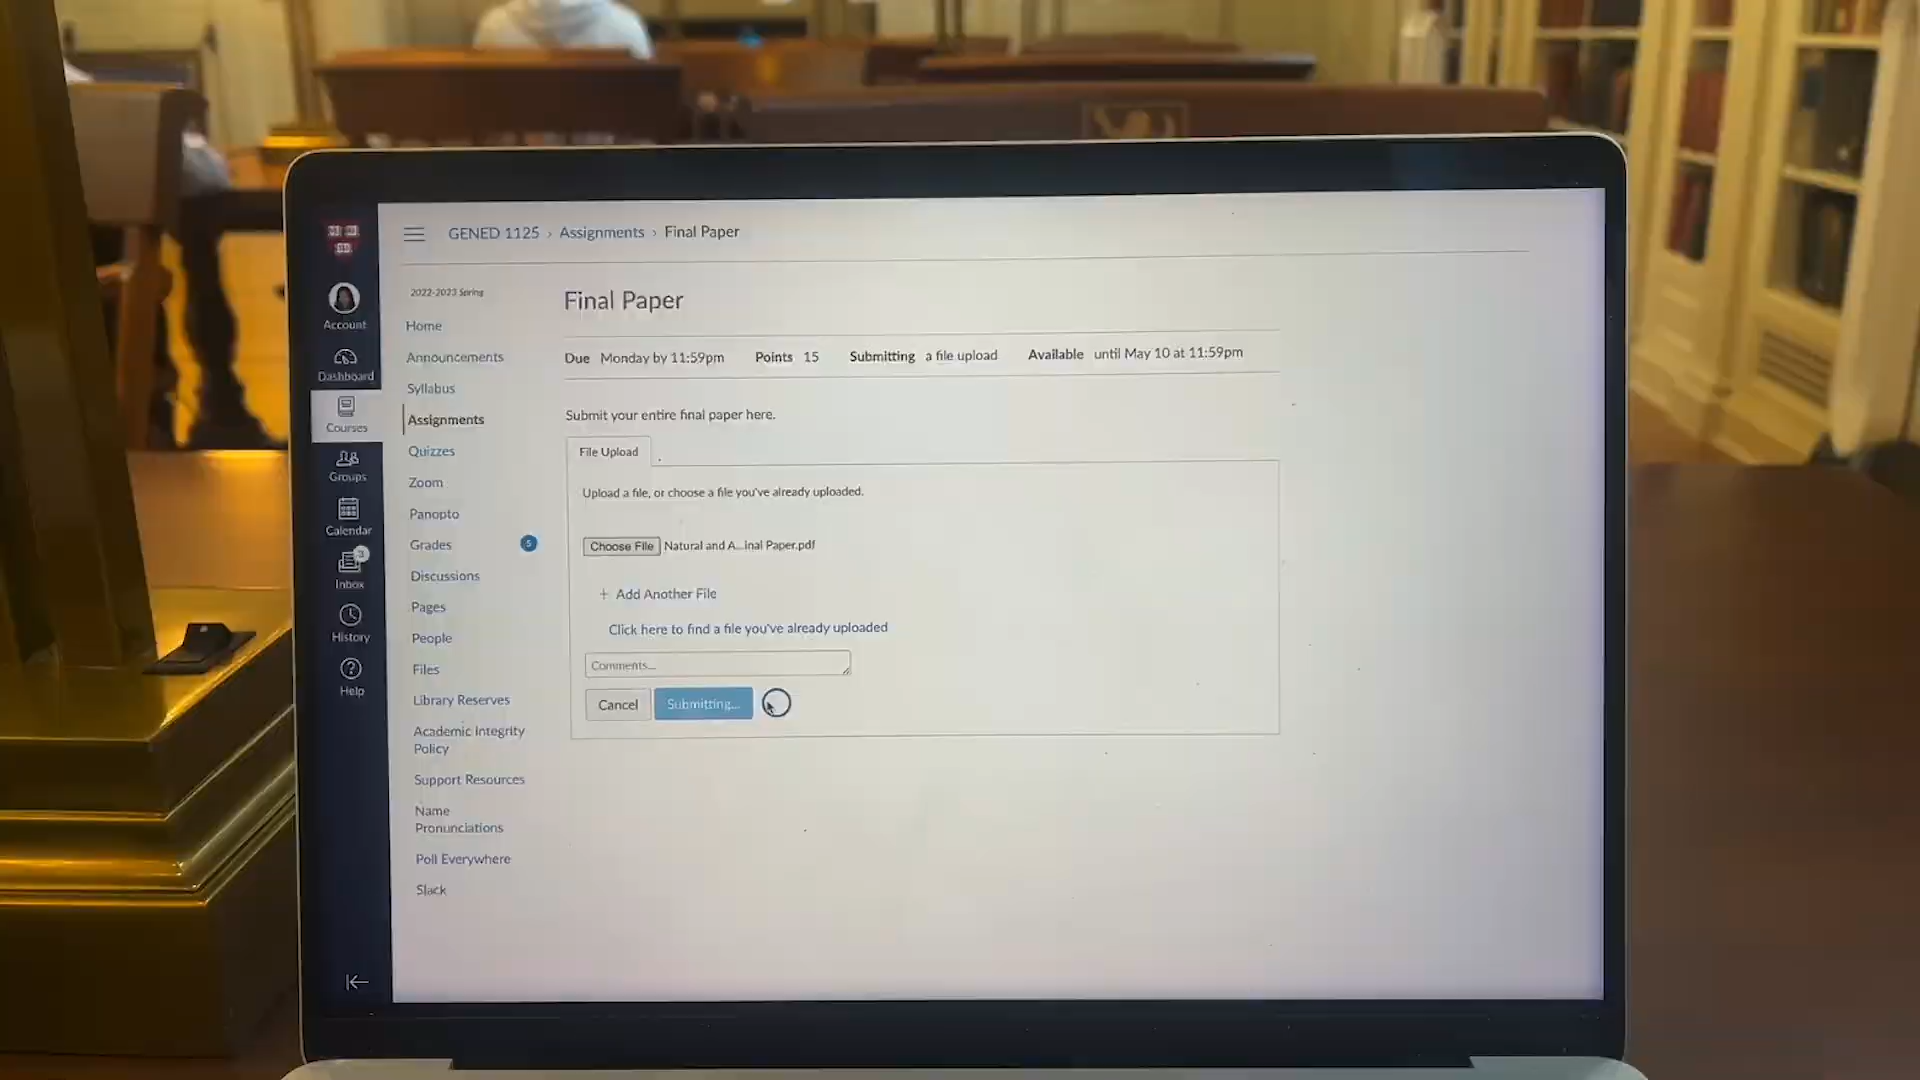 GENED 1125 › Assignments › Final Paper
2022-2023 Spring
Account
Dashboard
Courses
Groups
Calendar
3
Inbox
History
Help
Home
Announcements
Syllabus
Assignments
Quizzes
Zoom
Panopto
Grades 5
Discussions
Pages
People
Files
Library Reserves
Academic Integrity
Policy
Support Resources
Name
Pronunciations
Poll Everywhere
Slack
Final Paper
Due Monday by 11:59pm Points 15 Submitting a file upload Available until May 10 at 11:59pm
Submit your entire final paper here.
File Upload
Upload a file, or choose a file you've already uploaded.
Choose File Natural and A...inal Paper.pdf
+ Add Another File
Click here to find a file you've already uploaded
Comments...
Cancel Submitting...